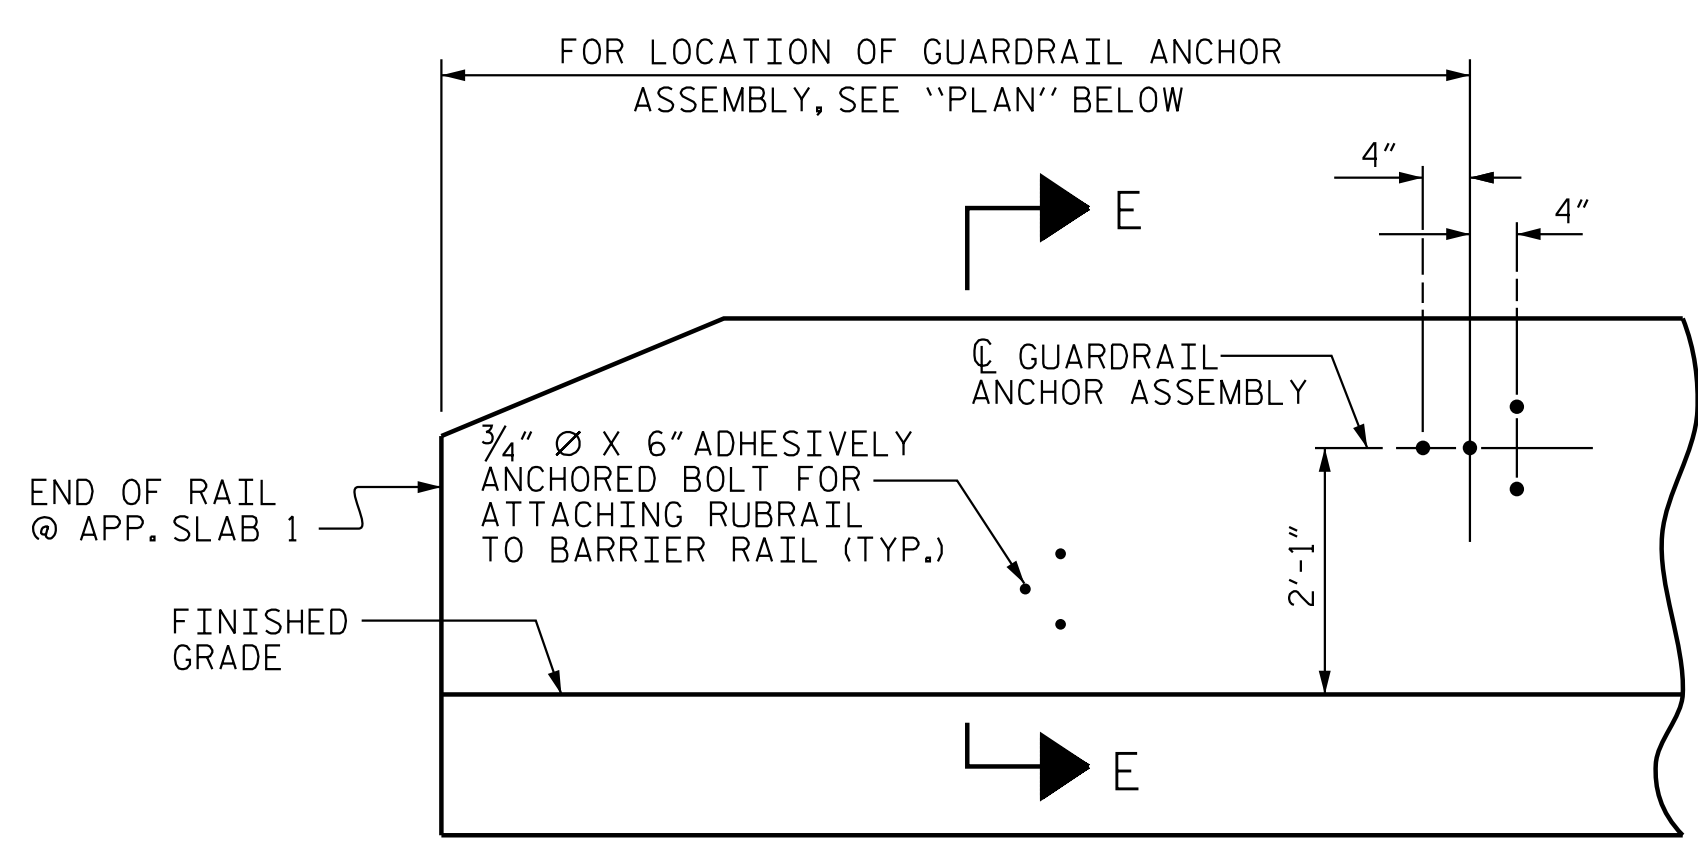 FOR LOCATION OF GUARDRAIL ANCHOR
ASSEMBLY, SEE “PLAN” BELOW
4"
4"
E
℄ GUARDRAIL
ANCHOR ASSEMBLY
3/4" Ø X 6" ADHESIVELY
ANCHORED BOLT FOR
ATTACHING RUBRAIL
TO BARRIER RAIL (TYP.)
END OF RAIL
@ APP. SLAB 1
2'-1"
FINISHED
GRADE
E